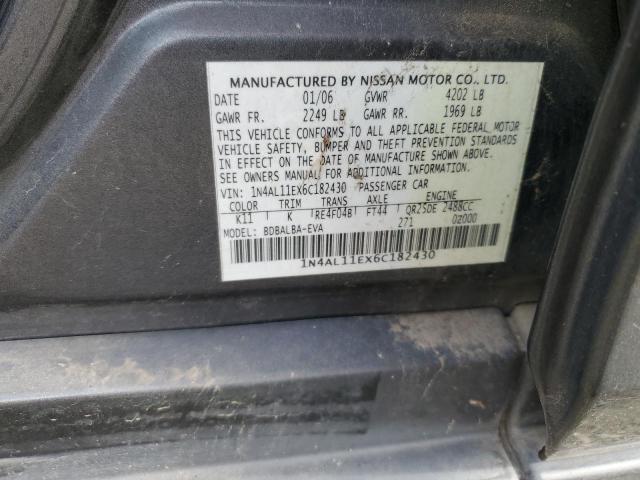 MANUFACTURED BY NISSAN MOTOR CO., LTD.
DATE 01/06 GVWR 4202 LB
GAWR FR. 2249 LB GAWR RR. 1969 LB
THIS VEHICLE CONFORMS TO ALL APPLICABLE FEDERAL MOTOR
VEHICLE SAFETY, BUMPER AND THEFT PREVENTION STANDARDS
IN EFFECT ON THE DATE OF MANUFACTURE SHOWN ABOVE.
SEE OWNERS MANUAL FOR ADDITIONAL INFORMATION
VIN: 1N4AL11EX6C182430 PASSENGER CAR
COLOR TRIM TRANS AXLE ENGINE
K11 K RE4F04B FT44 QR25DE 2488CC
MODEL: BDBALBA-EVA 271 0Z000
1N4AL11EX6C182430